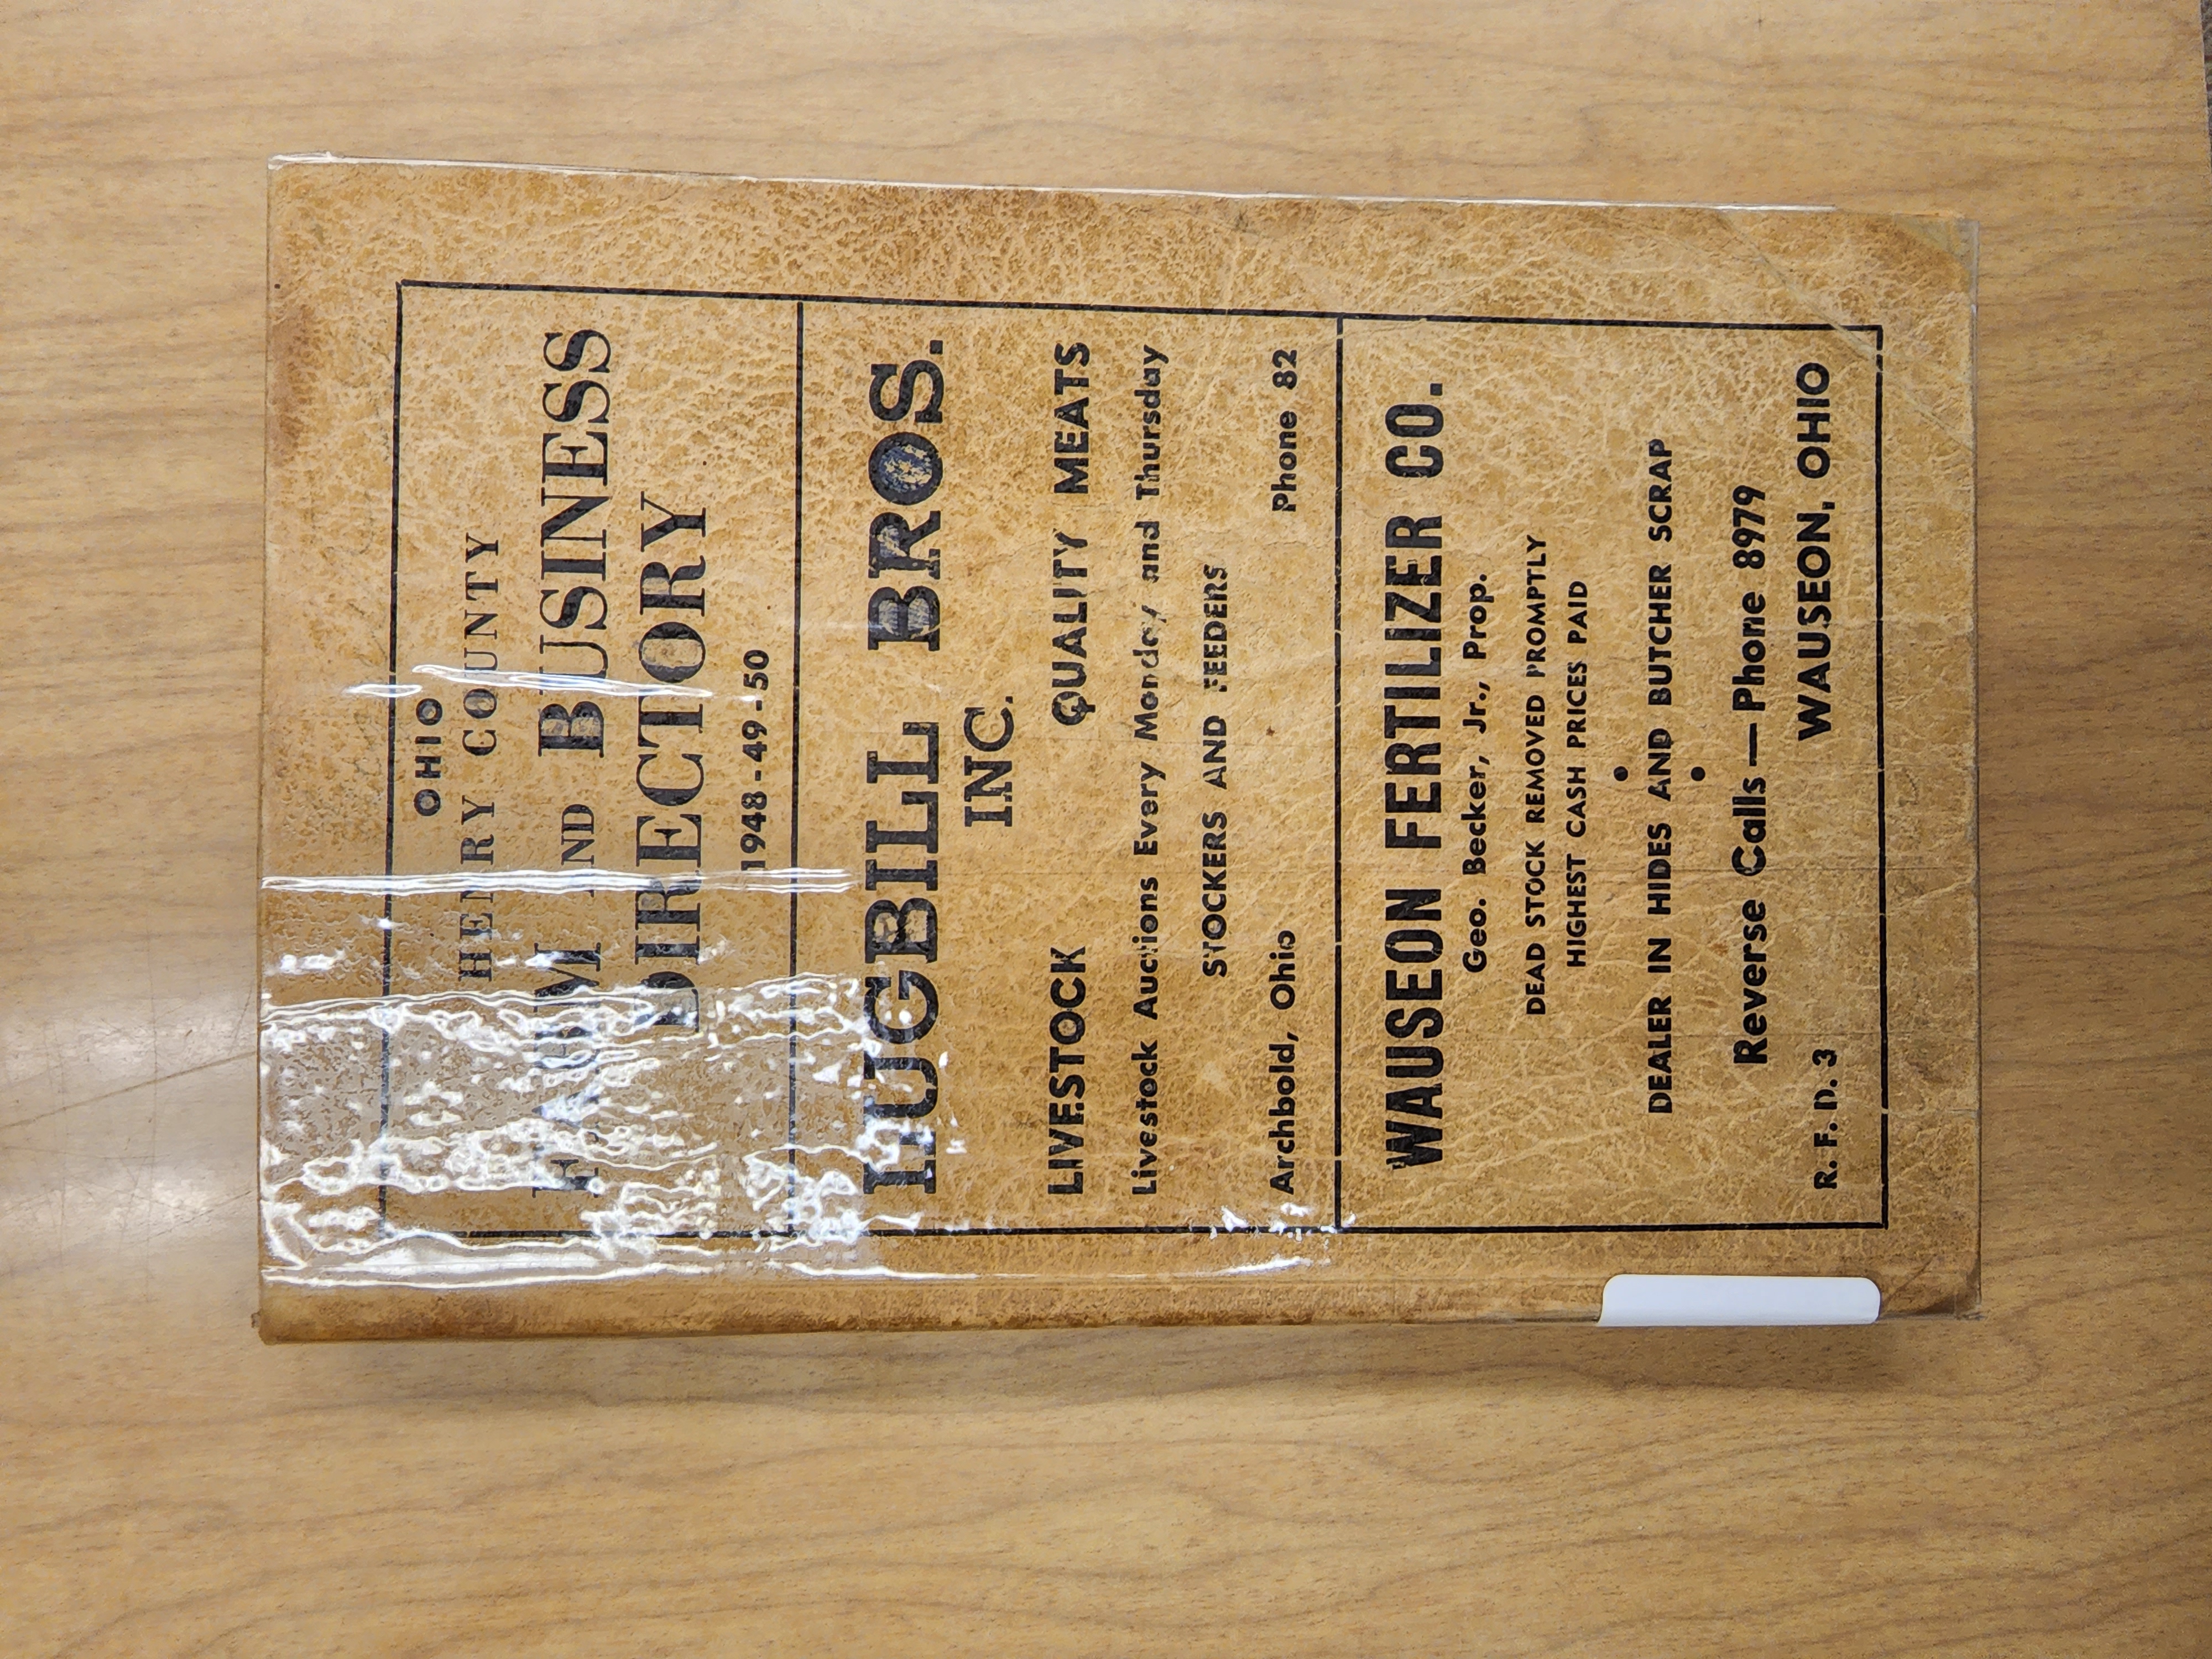 OHIO
HENRY COUNTY
FARM AND BUSINESS
DIRECTORY
1948-49-50
LUGBILL BROS.
INC.
LIVESTOCK QUALITY MEATS
Livestock Auctions Every Monday and Thursday
STOCKERS AND FEEDERS
Archbold, Ohio Phone 82
WAUSEON FERTILIZER CO.
Geo. Becker, Jr., Prop.
DEAD STOCK REMOVED PROMPTLY
HIGHEST CASH PRICES PAID
DEALER IN HIDES AND BUTCHER SCRAP
Reverse Calls—Phone 8979
R. F. D. 3 WAUSEON, OHIO